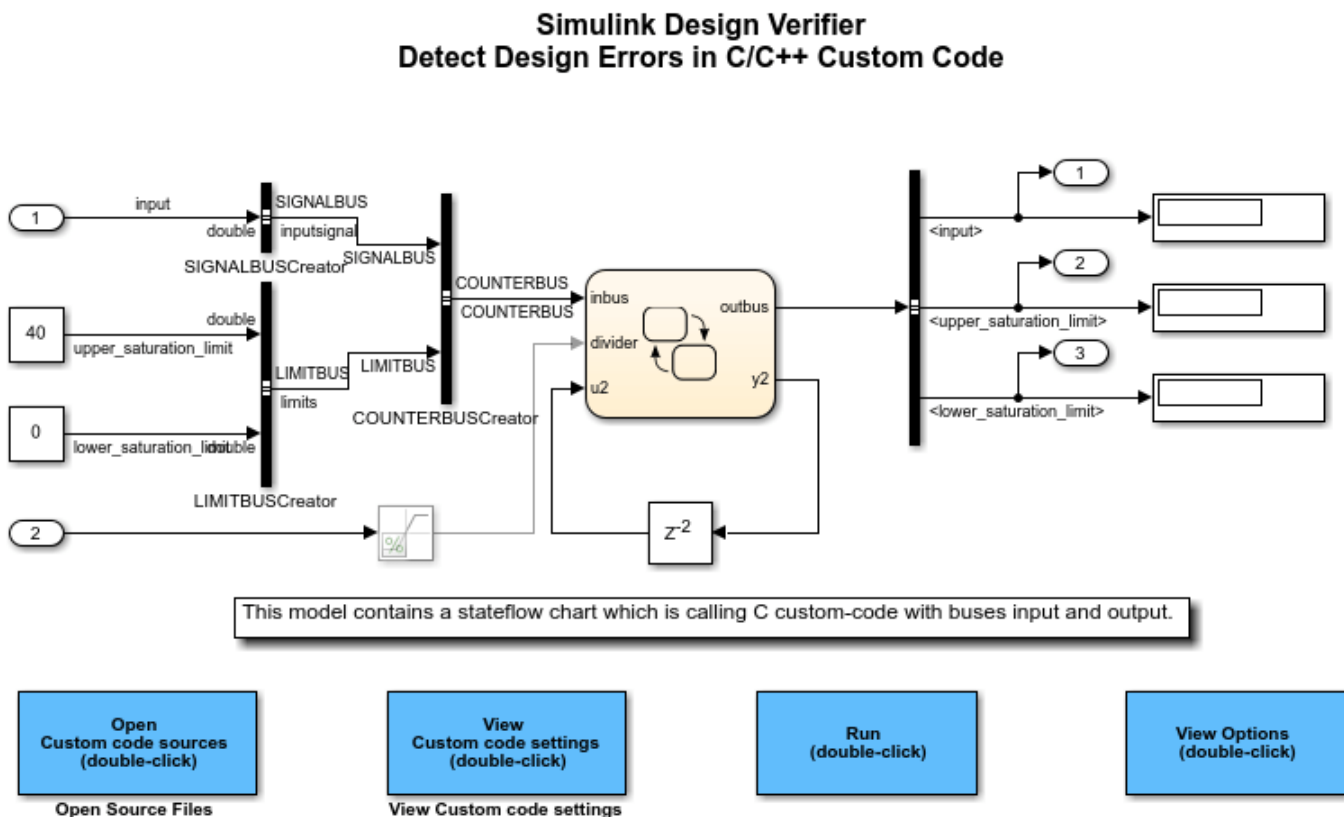 Simulink Design Verifier
Detect Design Errors in C/C++ Custom Code
1
input
double
SIGNALBUS
inputsignal
SIGNALBUSCreator
SIGNALBUS
40
double
upper_saturation_limit
0
lower_saturation_limit
double
LIMITBUS
limits
LIMITBUS
LIMITBUSCreator
COUNTERBUS
COUNTERBUS
COUNTERBUSCreator
2
%
inbus
divider
u2
outbus
y2
Z-2
1
<input>
2
<upper_saturation_limit>
3
<lower_saturation_limit>
This model contains a stateflow chart which is calling C custom-code with buses input and output.
Open
Custom code sources
(double-click)
Open Source Files
View
Custom code settings
(double-click)
View Custom code settings
Run
(double-click)
View Options
(double-click)